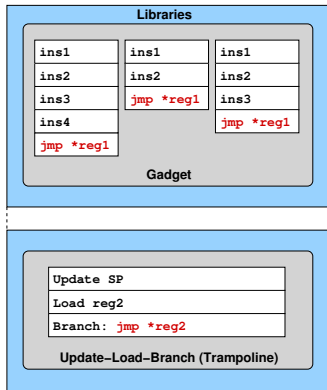 Libraries
ins1
ins2
ins3
ins4
jmp *reg1
ins1
ins2
jmp *reg1
ins1
ins2
ins3
jmp *reg1
Gadget
Update SP
Load reg2
Branch: jmp *reg2
Update−Load−Branch (Trampoline)